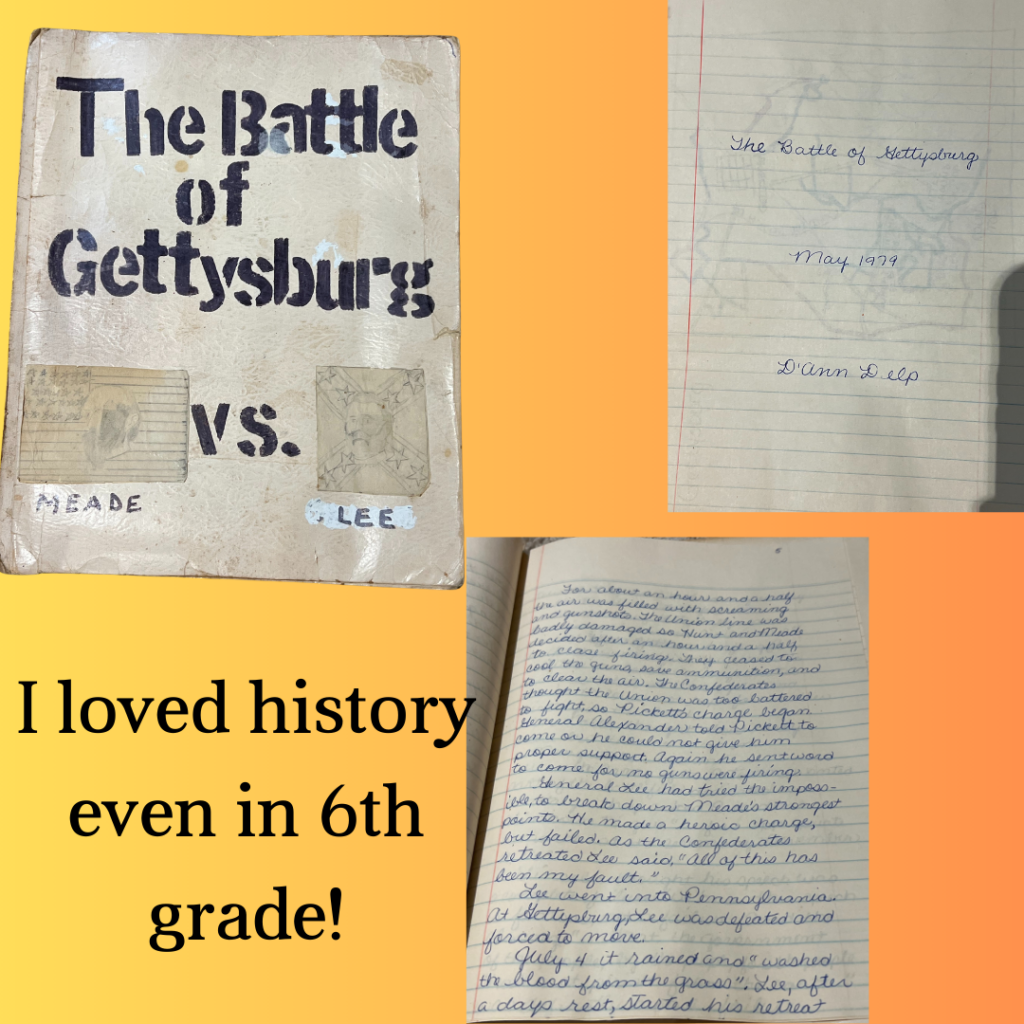 The Battle
of
Gettysburg
vs.
MEADE
LEE
The Battle of Gettysburg
May 1979
D'Ann Delp
I loved history
even in 6th
grade!
5
For about an hour and a half
the air was filled with screaming
and gunshots. The Union line was
badly damaged so Hunt and Meade
decided after an hour and a half
to cease firing. They ceased to
cool the guns, save ammunition, and
to clear the air. The Confederates
thought the Union was too battered
to fight, so Pickett's charge began
General Alexander told Pickett to
come or he could not give him
proper support. Again he sent word
to come for no guns were firing.
General Lee had tried the imposs-
ible, to break down Meade's strongest
points. He made a heroic charge,
but failed. As the Confederates
retreated Lee said, "All of this has
been my fault."
Lee went into Pennsylvania.
At Gettysburg, Lee was defeated and
forced to move.
July 4 it rained and "washed
the blood from the grass". Lee, after
a days rest, started his retreat